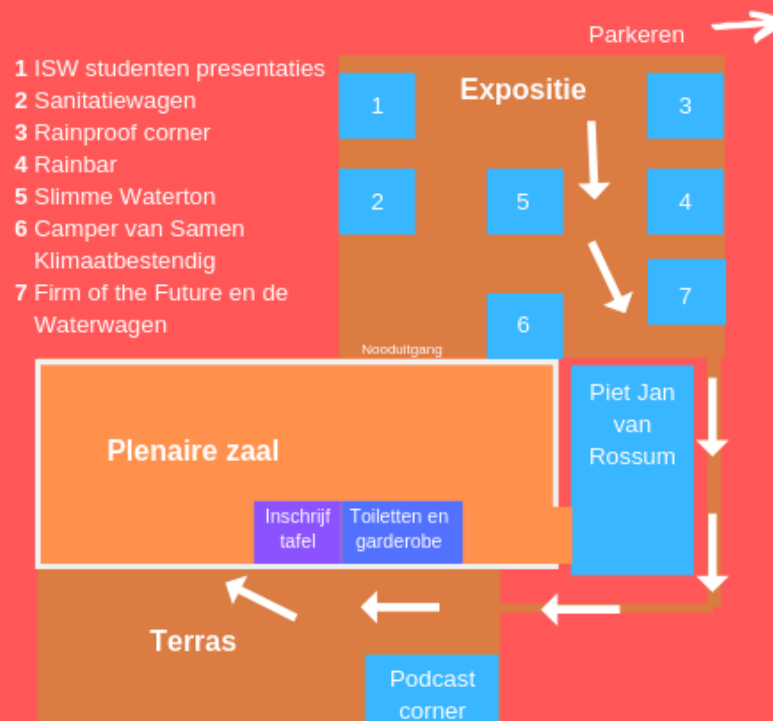 Parkeren
1 ISW studenten presentaties
2 Sanitatiewagen
3 Rainproof corner
4 Rainbar
5 Slimme Waterton
6 Camper van Samen
Klimaatbestendig
7 Firm of the Future en de
Waterwagen
Expositie
1
3
2
5
4
7
6
Nooduitgang
Plenaire zaal
Piet Jan
van
Rossum
Inschrijf
tafel
Toiletten en
garderobe
Terras
Podcast
corner